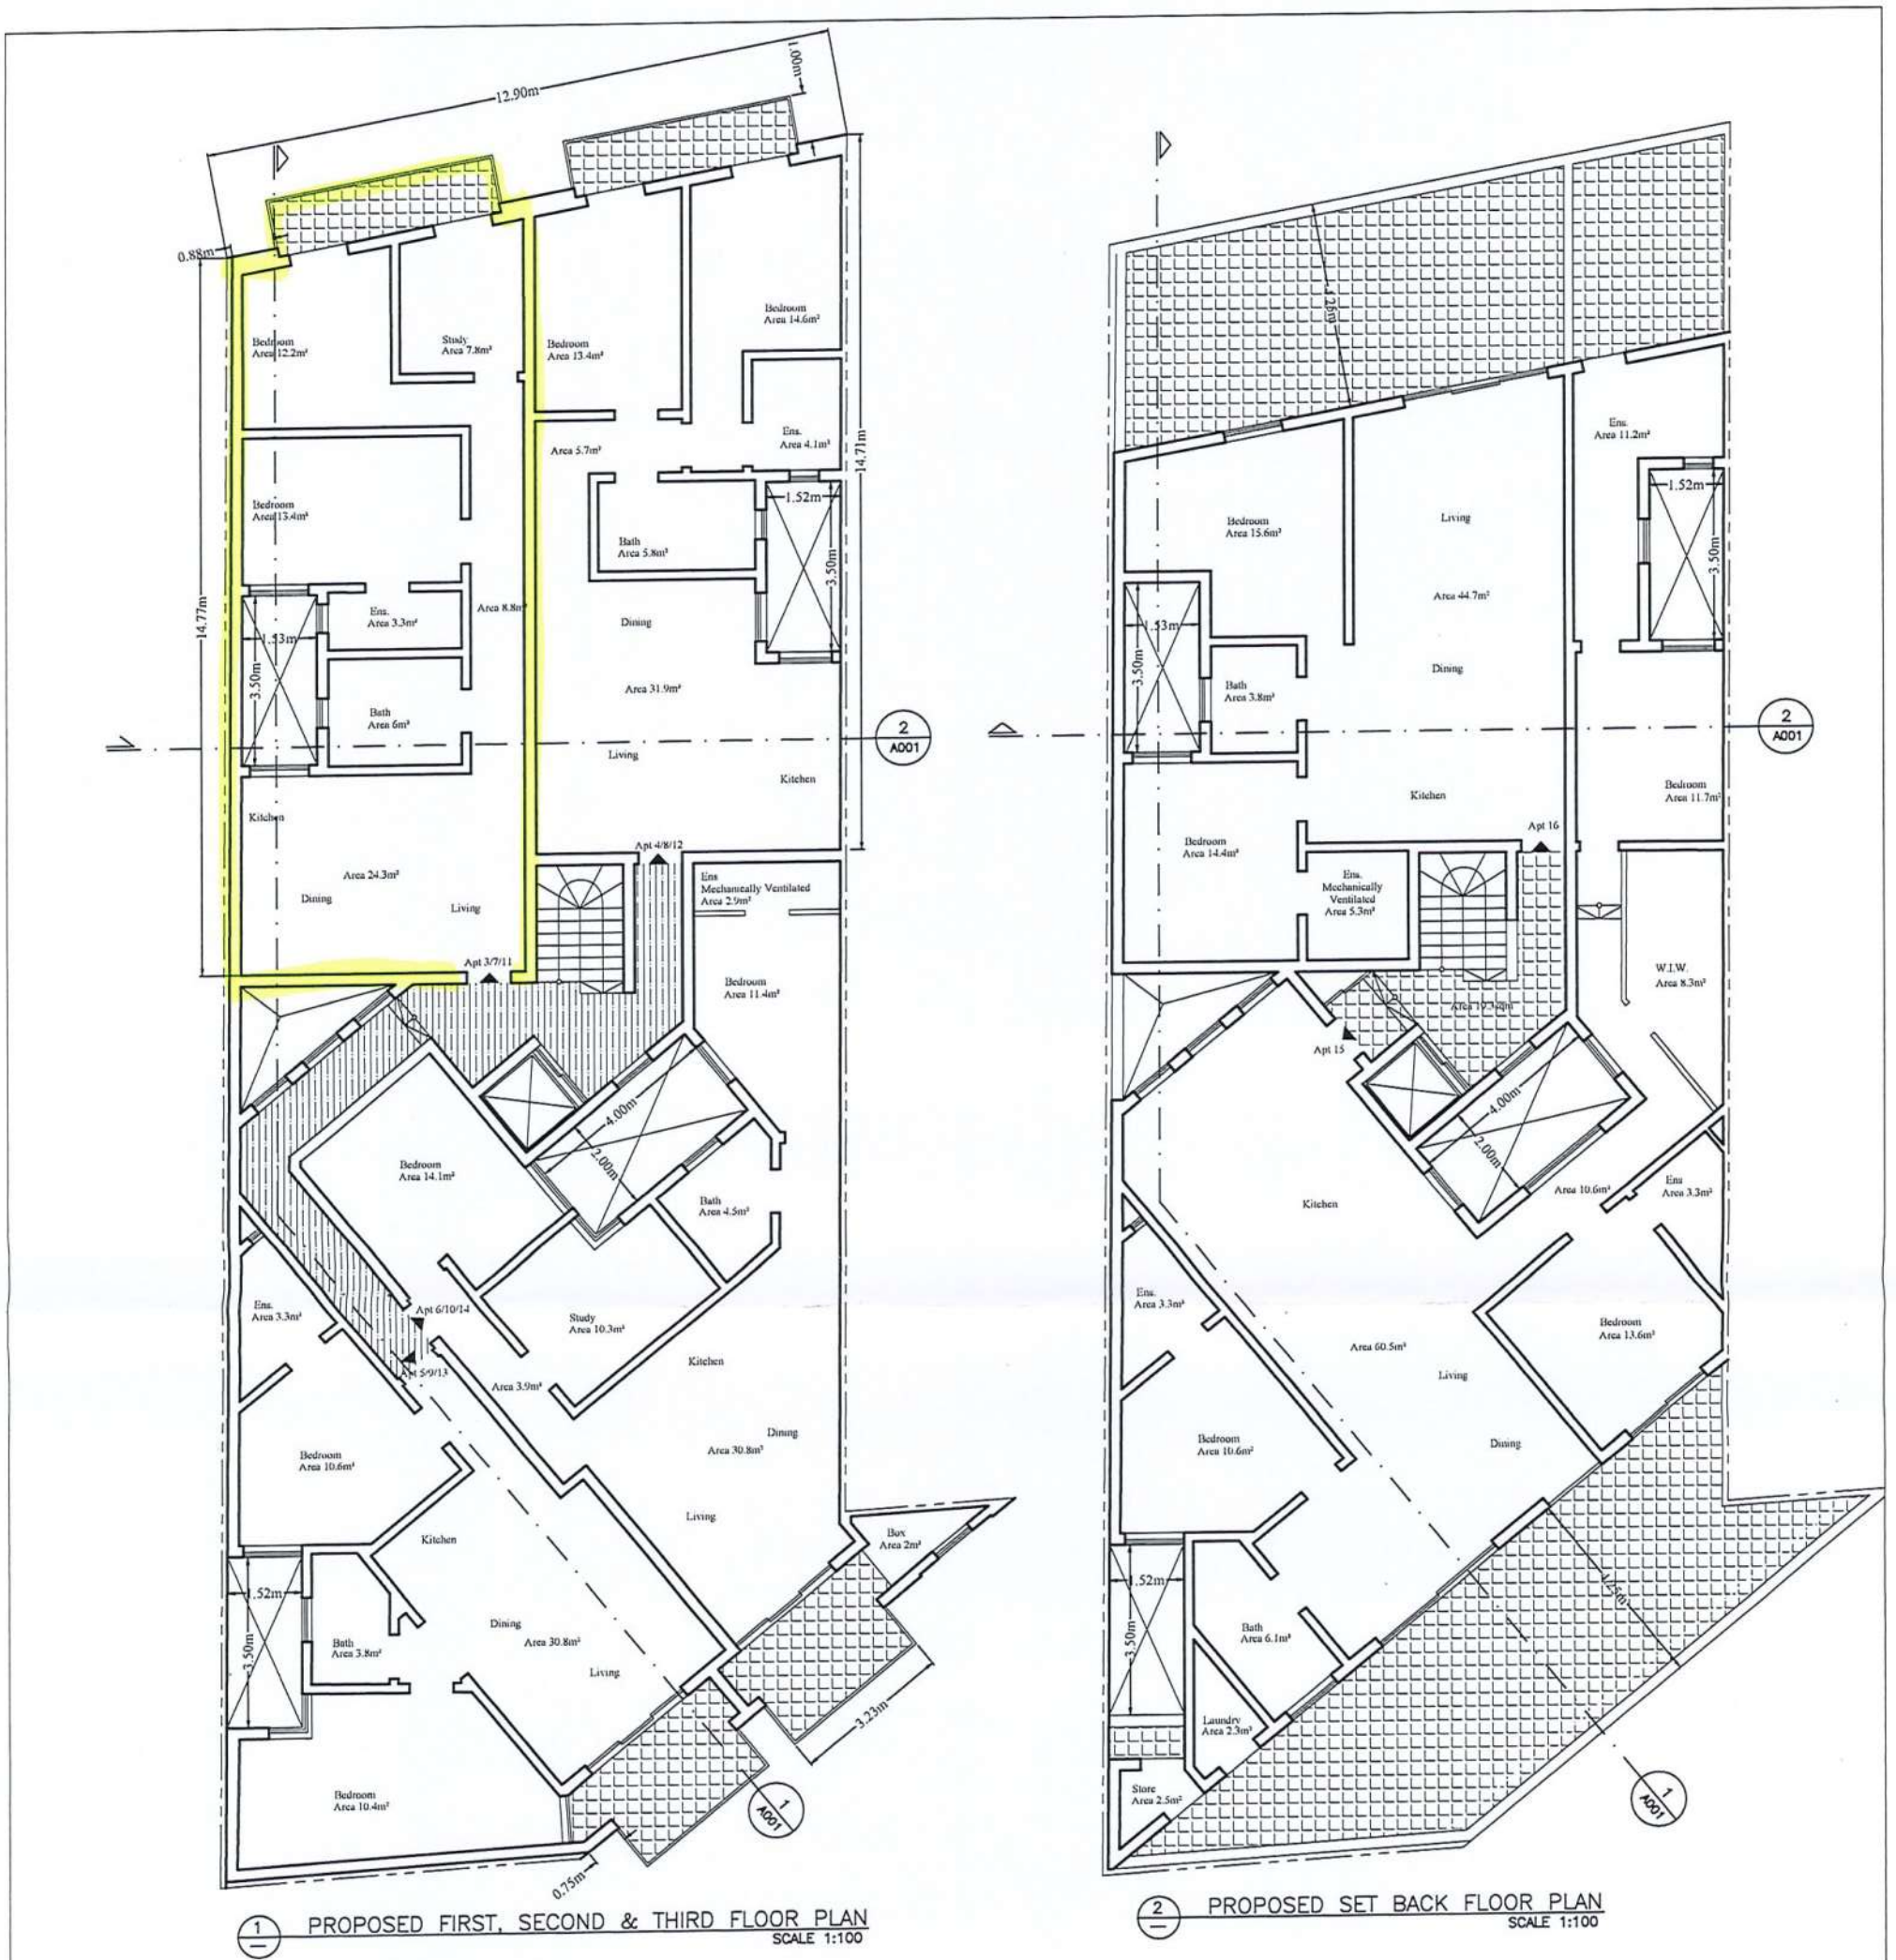 12.90m
1.00m
0.88m
Bedroom
Area 12.2m²
Study
Area 7.8m²
Bedroom
Area 13.4m²
Bedroom
Area 14.6m²
Ens.
Area 4.1m²
Area 5.7m²
14.71m
1.52m
3.50m
Bedroom
Area 13.4m²
Bath
Area 5.8m²
Ens.
Area 3.3m²
Area 8.8m²
14.77m
1.53m
3.50m
Dining
Bath
Area 6m²
Area 31.9m²
Living
Kitchen
2
A001
Kitchen
Area 24.3m²
Dining
Living
Apt 4/8/12
Apt 3/7/11
Ens
Mechanically Ventilated
Area 2.9m²
Bedroom
Area 11.4m²
4.00m
2.00m
Bedroom
Area 14.1m²
Bath
Area 4.5m²
Ens.
Area 3.3m²
Apt 6/10/14
Apt 5/9/13
Study
Area 10.3m²
Kitchen
Area 3.9m²
Dining
Area 30.8m²
Bedroom
Area 10.6m²
Living
Box
Area 2m²
Kitchen
1.52m
3.50m
Bath
Area 3.8m²
Dining
Area 30.8m²
Living
3.23m
Bedroom
Area 10.4m²
0.75m
1
A001
1
PROPOSED FIRST, SECOND & THIRD FLOOR PLAN
SCALE 1:100
4.25m
Ens.
Area 11.2m²
1.52m
3.50m
Bedroom
Area 15.6m²
Living
Area 44.7m²
1.53m
3.50m
Dining
Bath
Area 3.8m²
2
A001
Kitchen
Bedroom
Area 11.7m²
Apt 16
Bedroom
Area 14.4m²
Ens.
Mechanically
Ventilated
Area 5.3m²
W.I.W.
Area 8.3m²
Apt 15
4.00m
2.00m
Area 10.6m²
Ens
Area 3.3m²
Kitchen
Ens.
Area 3.3m²
Bedroom
Area 13.6m²
Area 60.5m²
Living
Bedroom
Area 10.6m²
Dining
1.52m
3.50m
4.25m
Bath
Area 6.1m²
Laundry
Area 2.3m²
Store
Area 2.5m²
1
A001
2
PROPOSED SET BACK FLOOR PLAN
SCALE 1:100